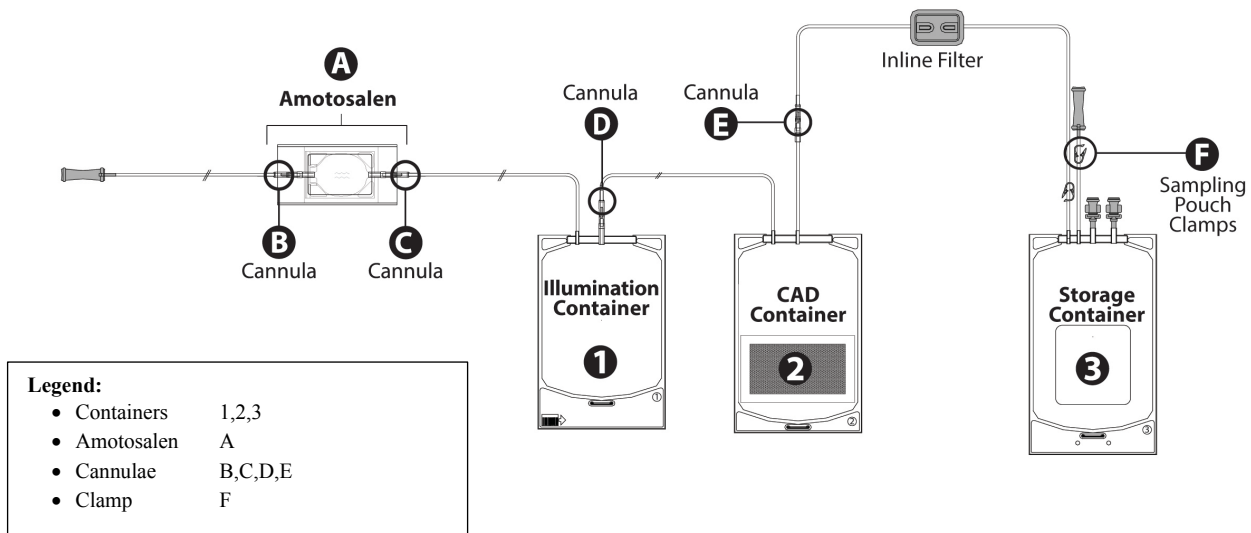 A
Amotosalen
B
Cannula
C
Cannula
Cannula
D
Cannula
E
Inline Filter
F
Sampling
Pouch
Clamps
Illumination
Container
1
①
CAD
Container
2
②
Storage
Container
3
③
Legend:
• Containers 1,2,3
• Amotosalen A
• Cannulae B,C,D,E
• Clamp F